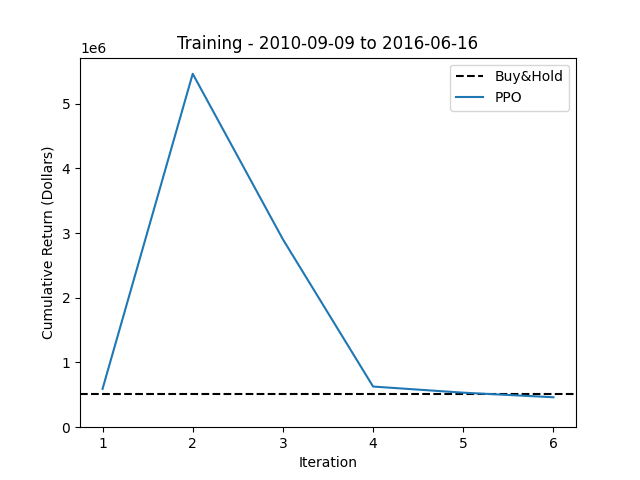 Training - 2010-09-09 to 2016-06-16
1e6
Buy&Hold
PPO
5
4
3
2
1
0
Cumulative Return (Dollars)
1 2 3 4 5 6
Iteration